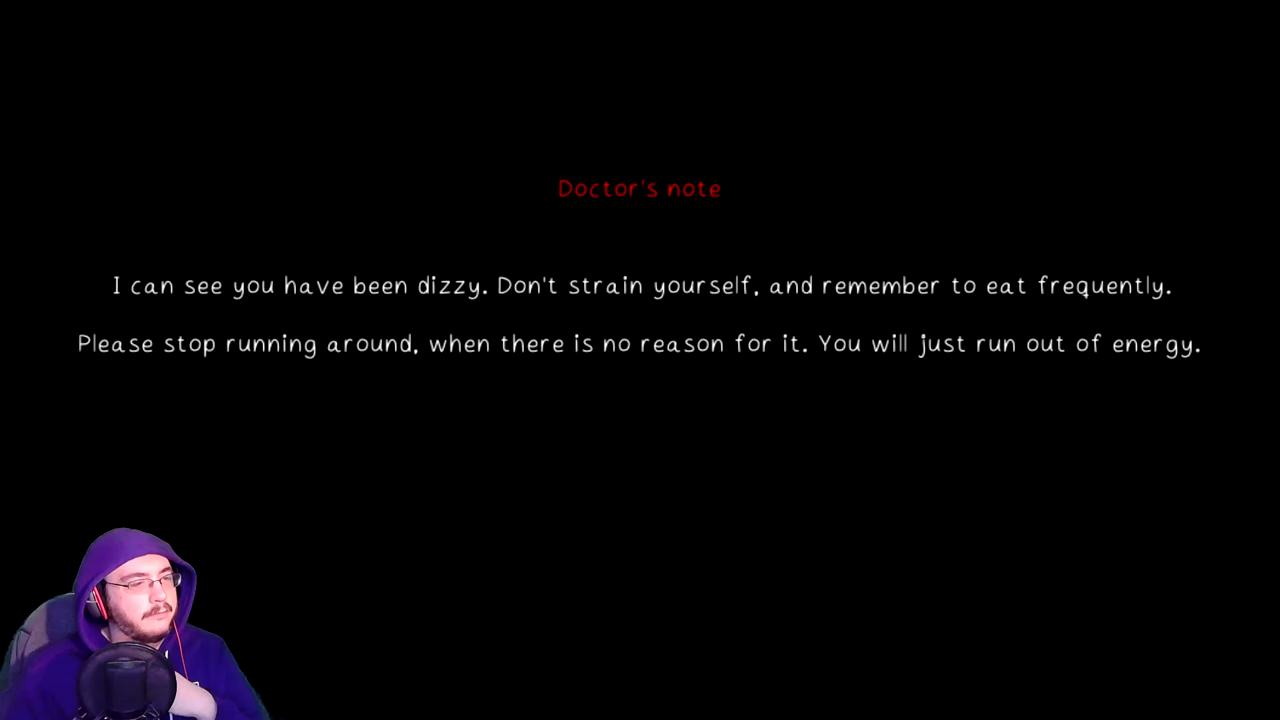 Doctor's note
I can see you have been dizzy. Don't strain yourself, and remember to eat frequently.
Please stop running around, when there is no reason for it. You will just run out of energy.